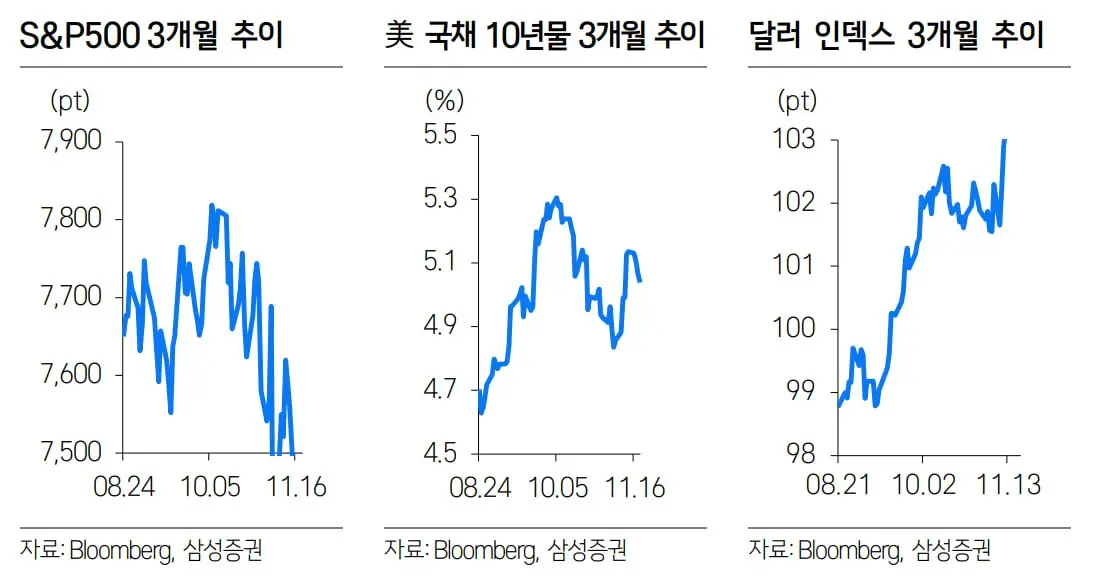 S&P500 3개월 추이
(pt)
7,900
7,800
7,700
7,600
7,500
08.24 10.05 11.16
자료: Bloomberg, 삼성증권
美 국채 10년물 3개월 추이
(%)
5.5
5.3
5.1
4.9
4.7
4.5
08.24 10.05 11.16
자료: Bloomberg, 삼성증권
달러 인덱스 3개월 추이
(pt)
103
102
101
100
99
98
08.21 10.02 11.13
자료: Bloomberg, 삼성증권